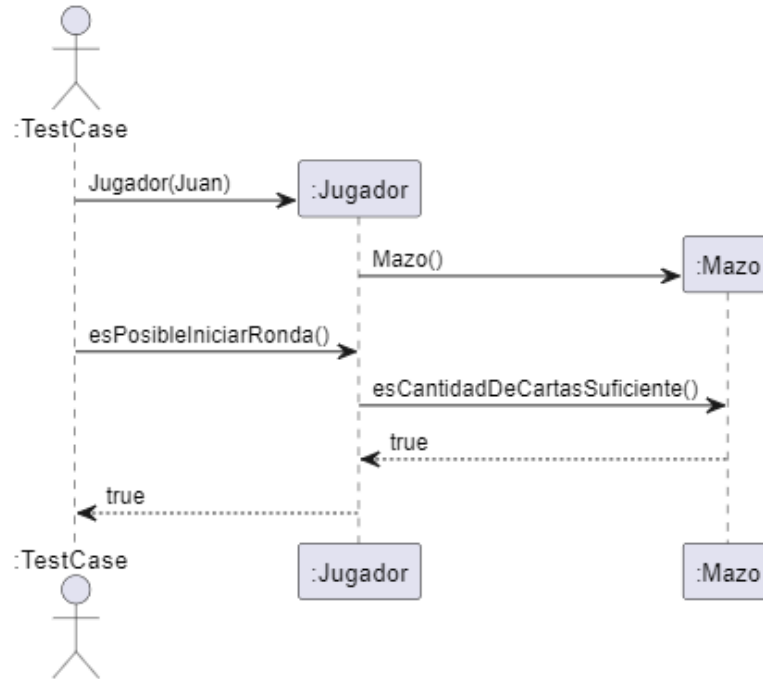 :TestCase
Jugador(Juan)
:Jugador
Mazo()
:Mazo
esPosibleIniciarRonda()
esCantidadDeCartasSuficiente()
true
true
:TestCase
:Jugador
:Mazo